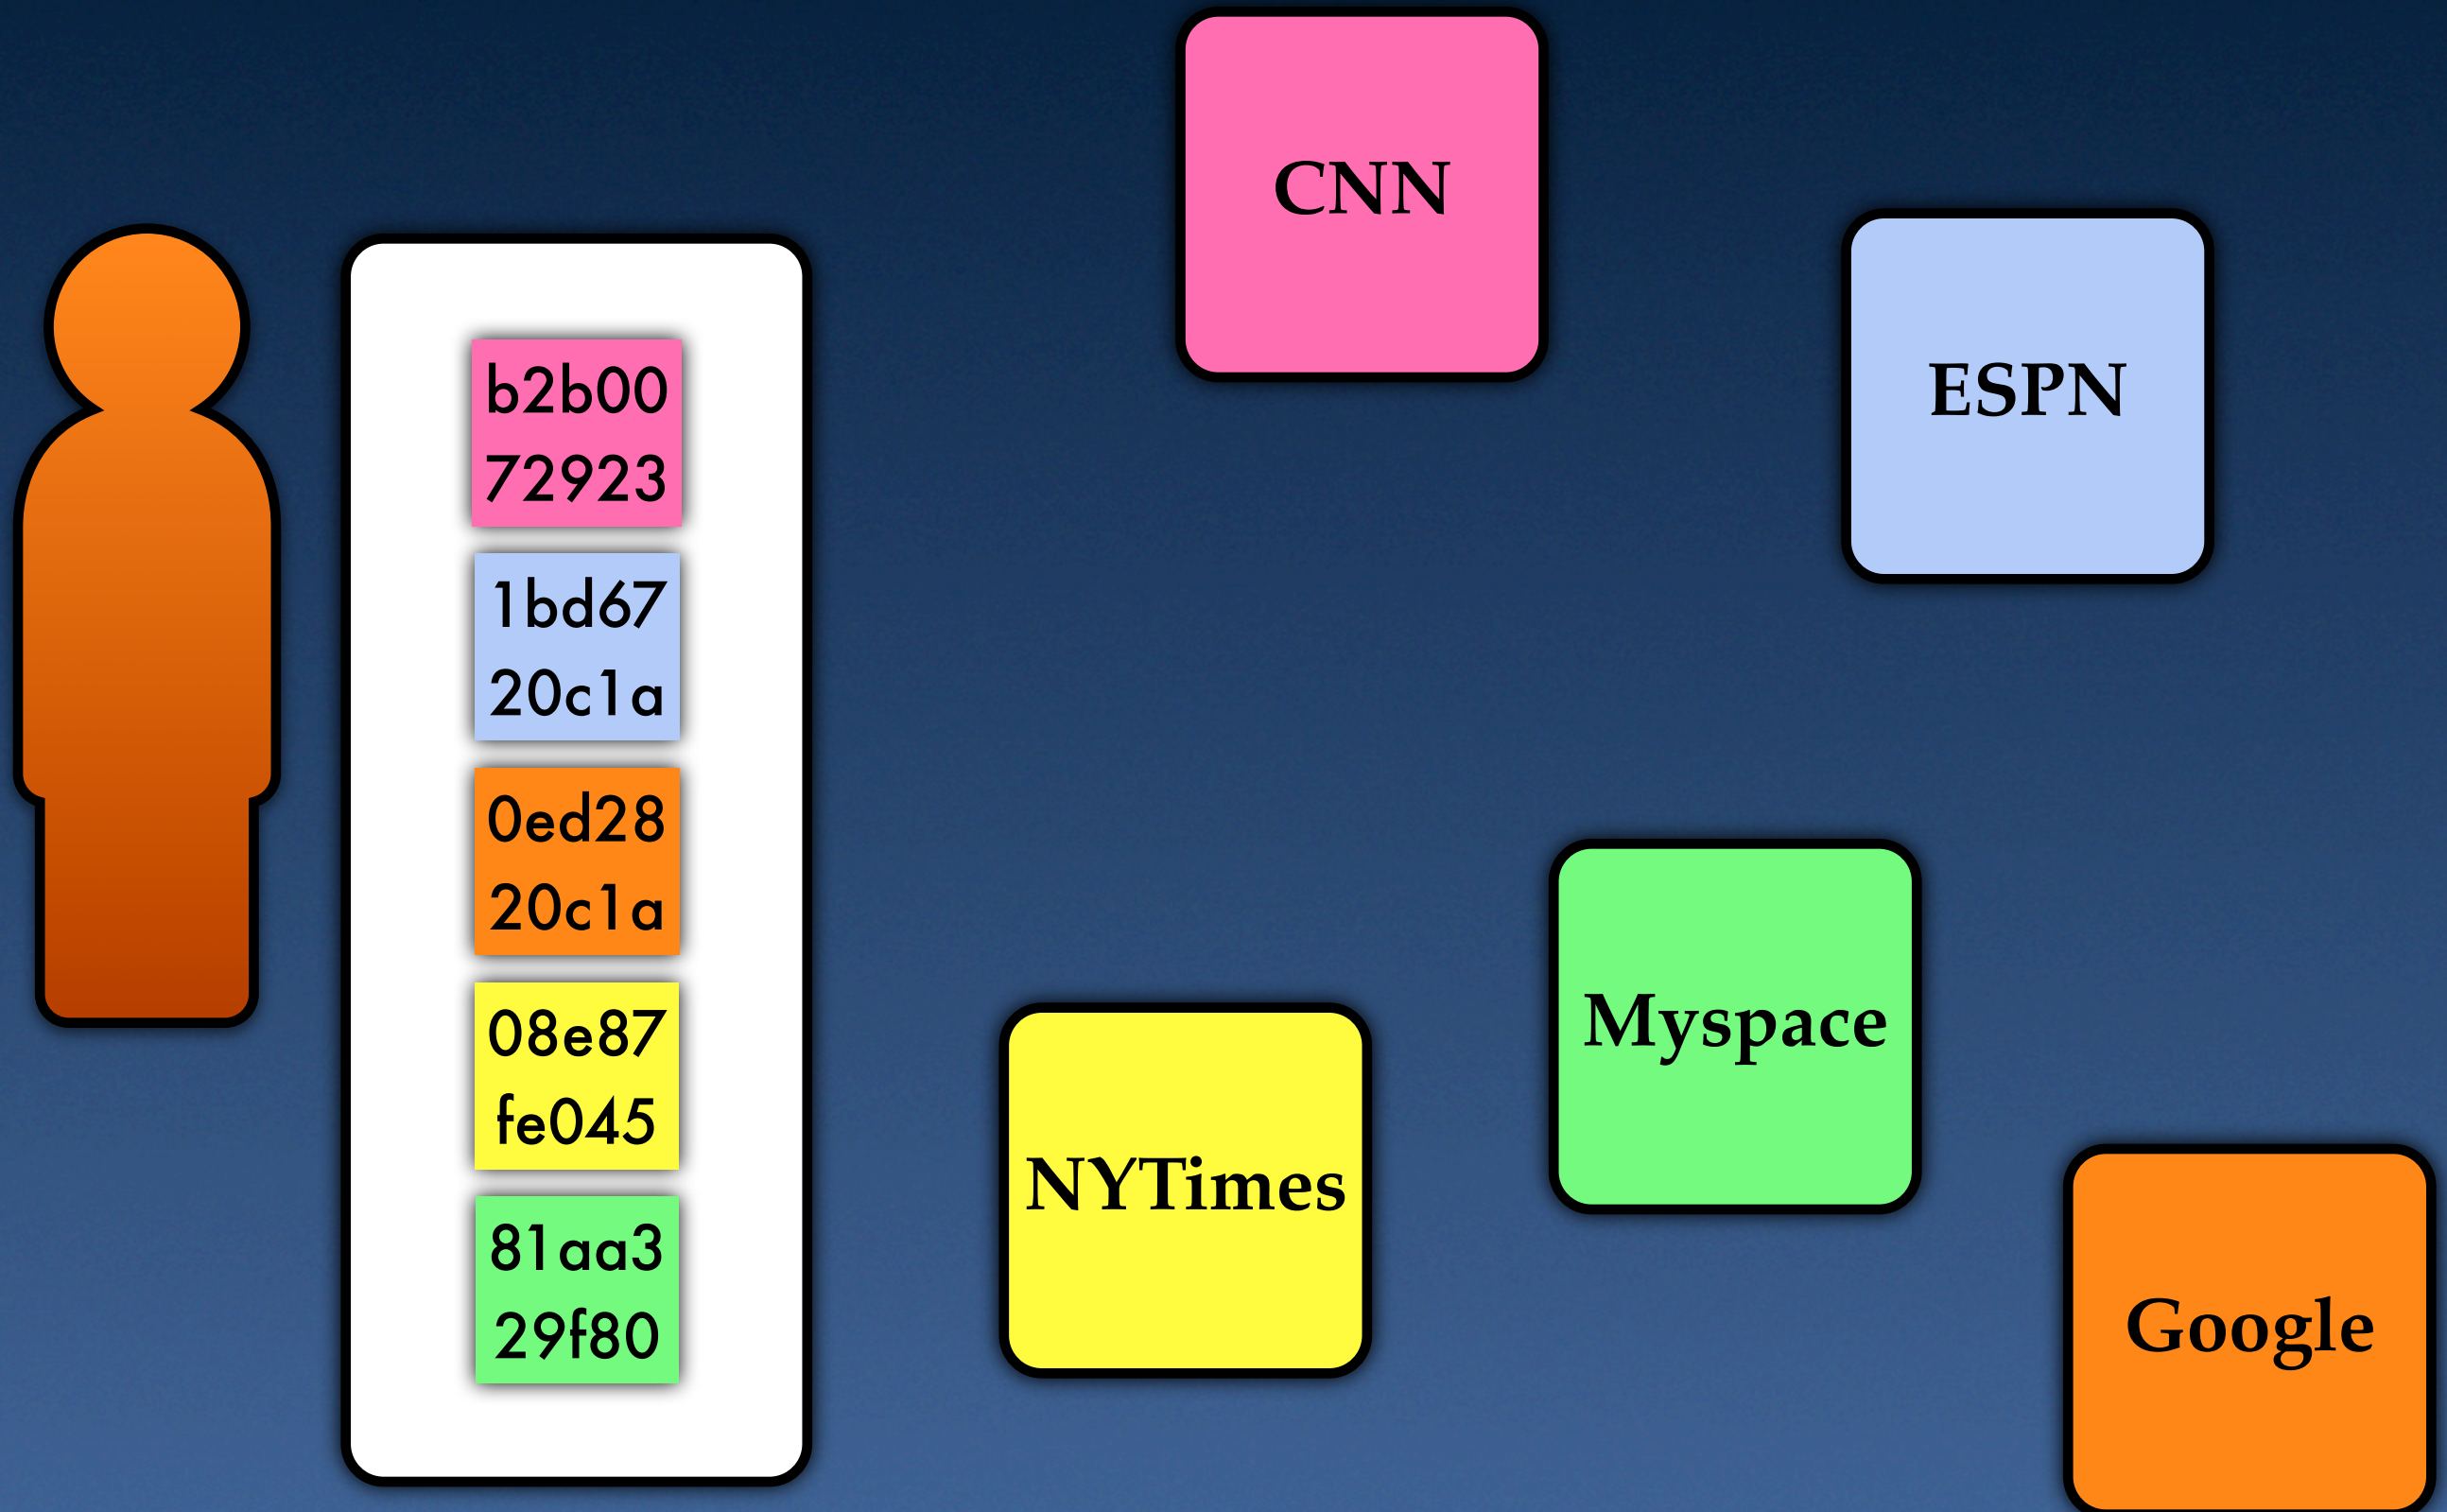 b2b00
72923
1bd67
20c1a
0ed28
20c1a
08e87
fe045
81aa3
29f80
CNN
ESPN
Myspace
NYTimes
Google